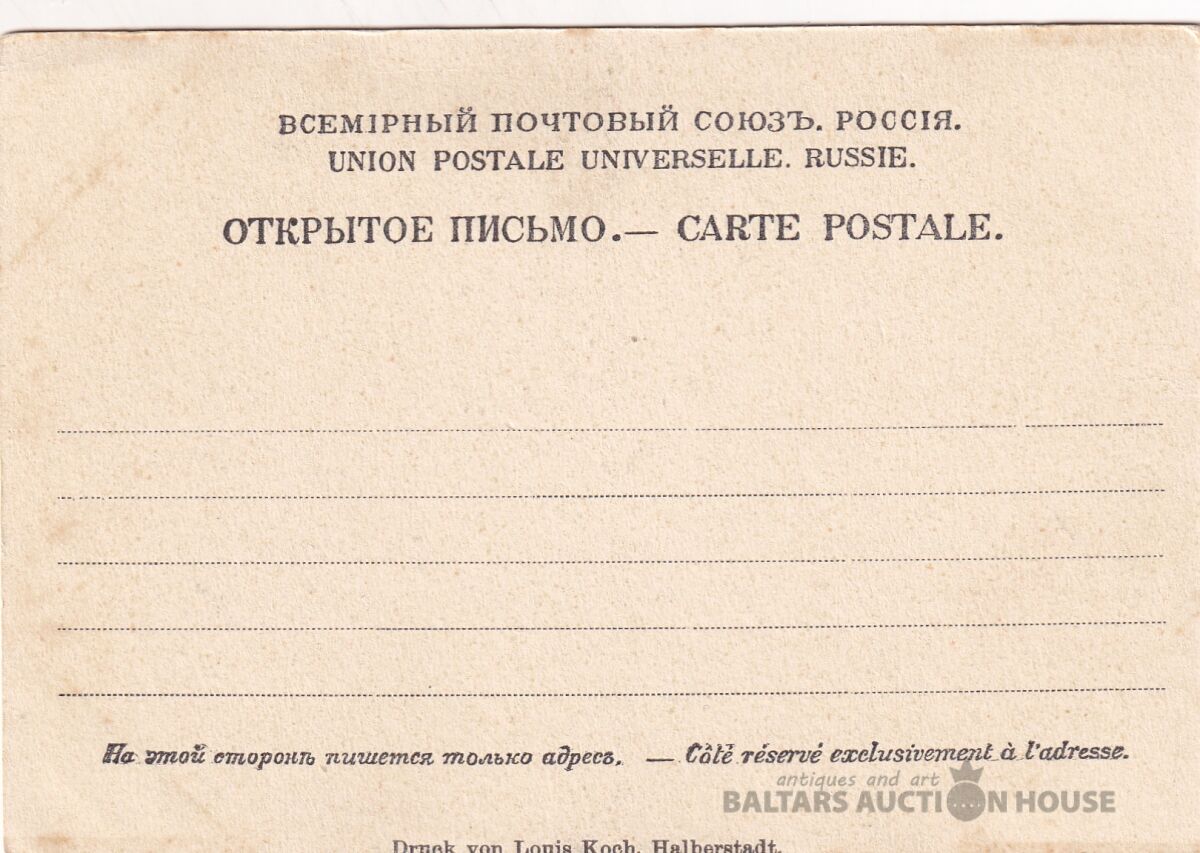 ВСЕМІРНЫЙ ПОЧТОВЫЙ СОЮЗЪ. РОССІЯ.
UNION POSTALE UNIVERSELLE. RUSSIE.
ОТКРЫТОЕ ПИСЬМО.— CARTE POSTALE.
На этой сторонѣ пишется только адресъ. — Côté réservé exclusivement à l'adresse.
antiques and art
BALTARS AUCTION HOUSE
Druck von Louis Koch, Halberstadt.